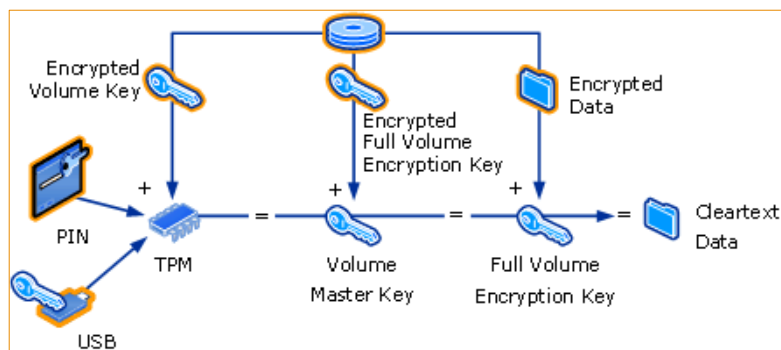 Encrypted
Volume Key
Encrypted
Full Volume
Encryption Key
Encrypted
Data
+
+
+
PIN
TPM
=
=
=
Cleartext
Data
Volume
Master Key
Full Volume
Encryption Key
USB